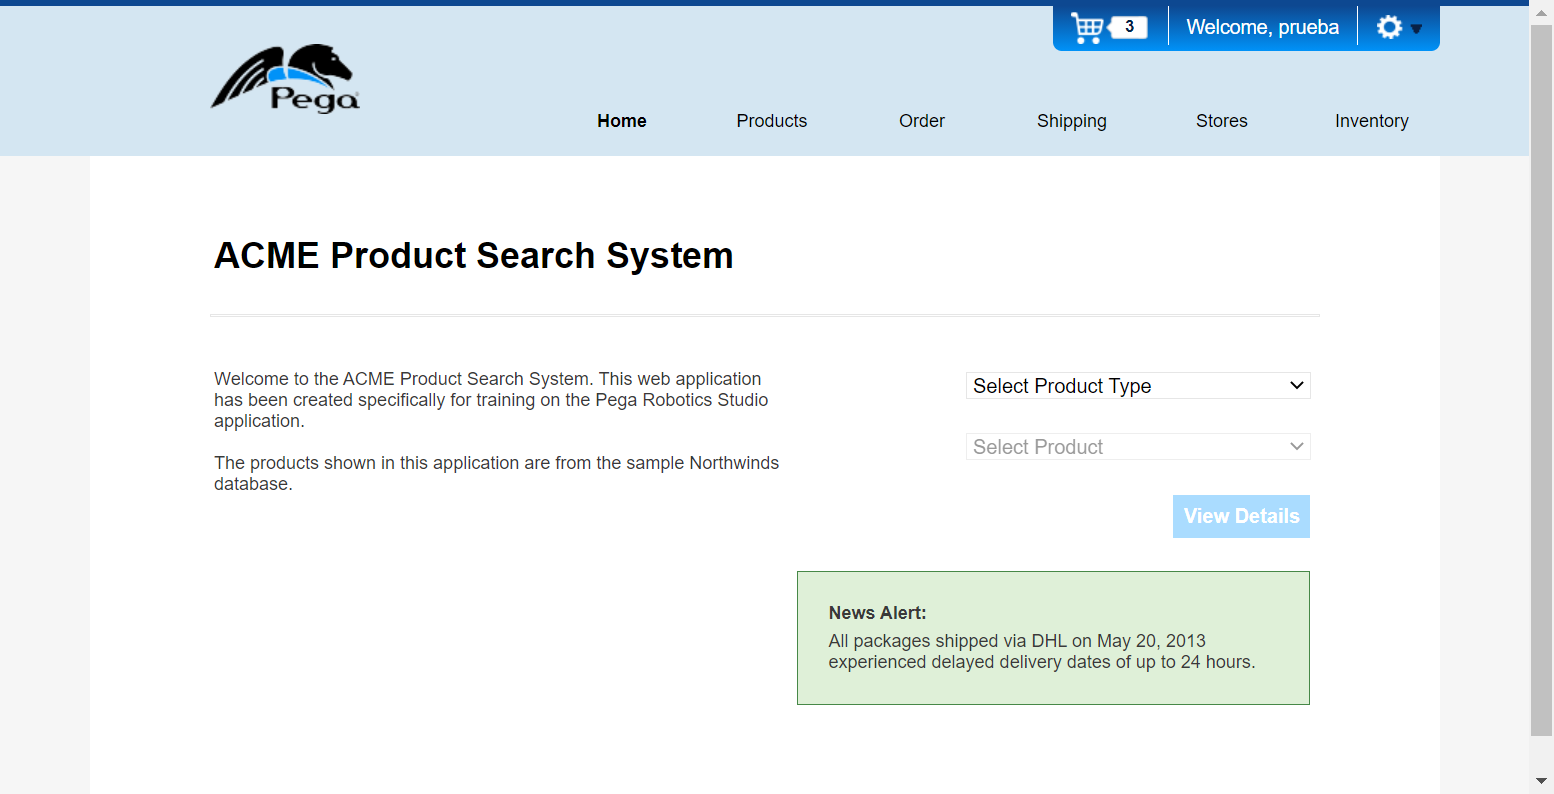 3
Welcome, prueba
Pega
Home
Products
Order
Shipping
Stores
Inventory
ACME Product Search System
Welcome to the ACME Product Search System. This web application
has been created specifically for training on the Pega Robotics Studio
application.
The products shown in this application are from the sample Northwinds
database.
Select Product Type
Select Product
View Details
News Alert:
All packages shipped via DHL on May 20, 2013
experienced delayed delivery dates of up to 24 hours.